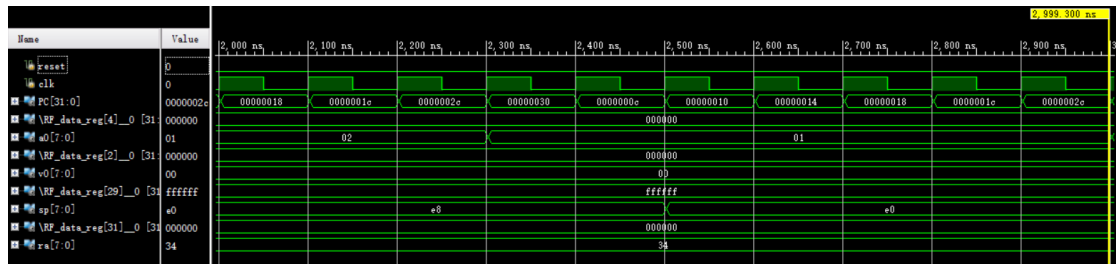 2,999.300 ns
Name Value 2,000 ns 2,100 ns 2,200 ns 2,300 ns 2,400 ns 2,500 ns 2,600 ns 2,700 ns 2,800 ns 2,900 ns 3
reset 0
clk 0
PC[31:0] 0000002c 00000018 0000001c 0000002c 00000030 0000000c 00000010 00000014 00000018 0000001c 0000002c
\RF_data_reg[4]__0 [31: 000000 000000
a0[7:0] 01 02 01
\RF_data_reg[2]__0 [31: 000000 000000
v0[7:0] 00 00
\RF_data_reg[29]__0 [31 ffffff ffffff
sp[7:0] e0 e8 e0
\RF_data_reg[31]__0 [31 000000 000000
ra[7:0] 34 34